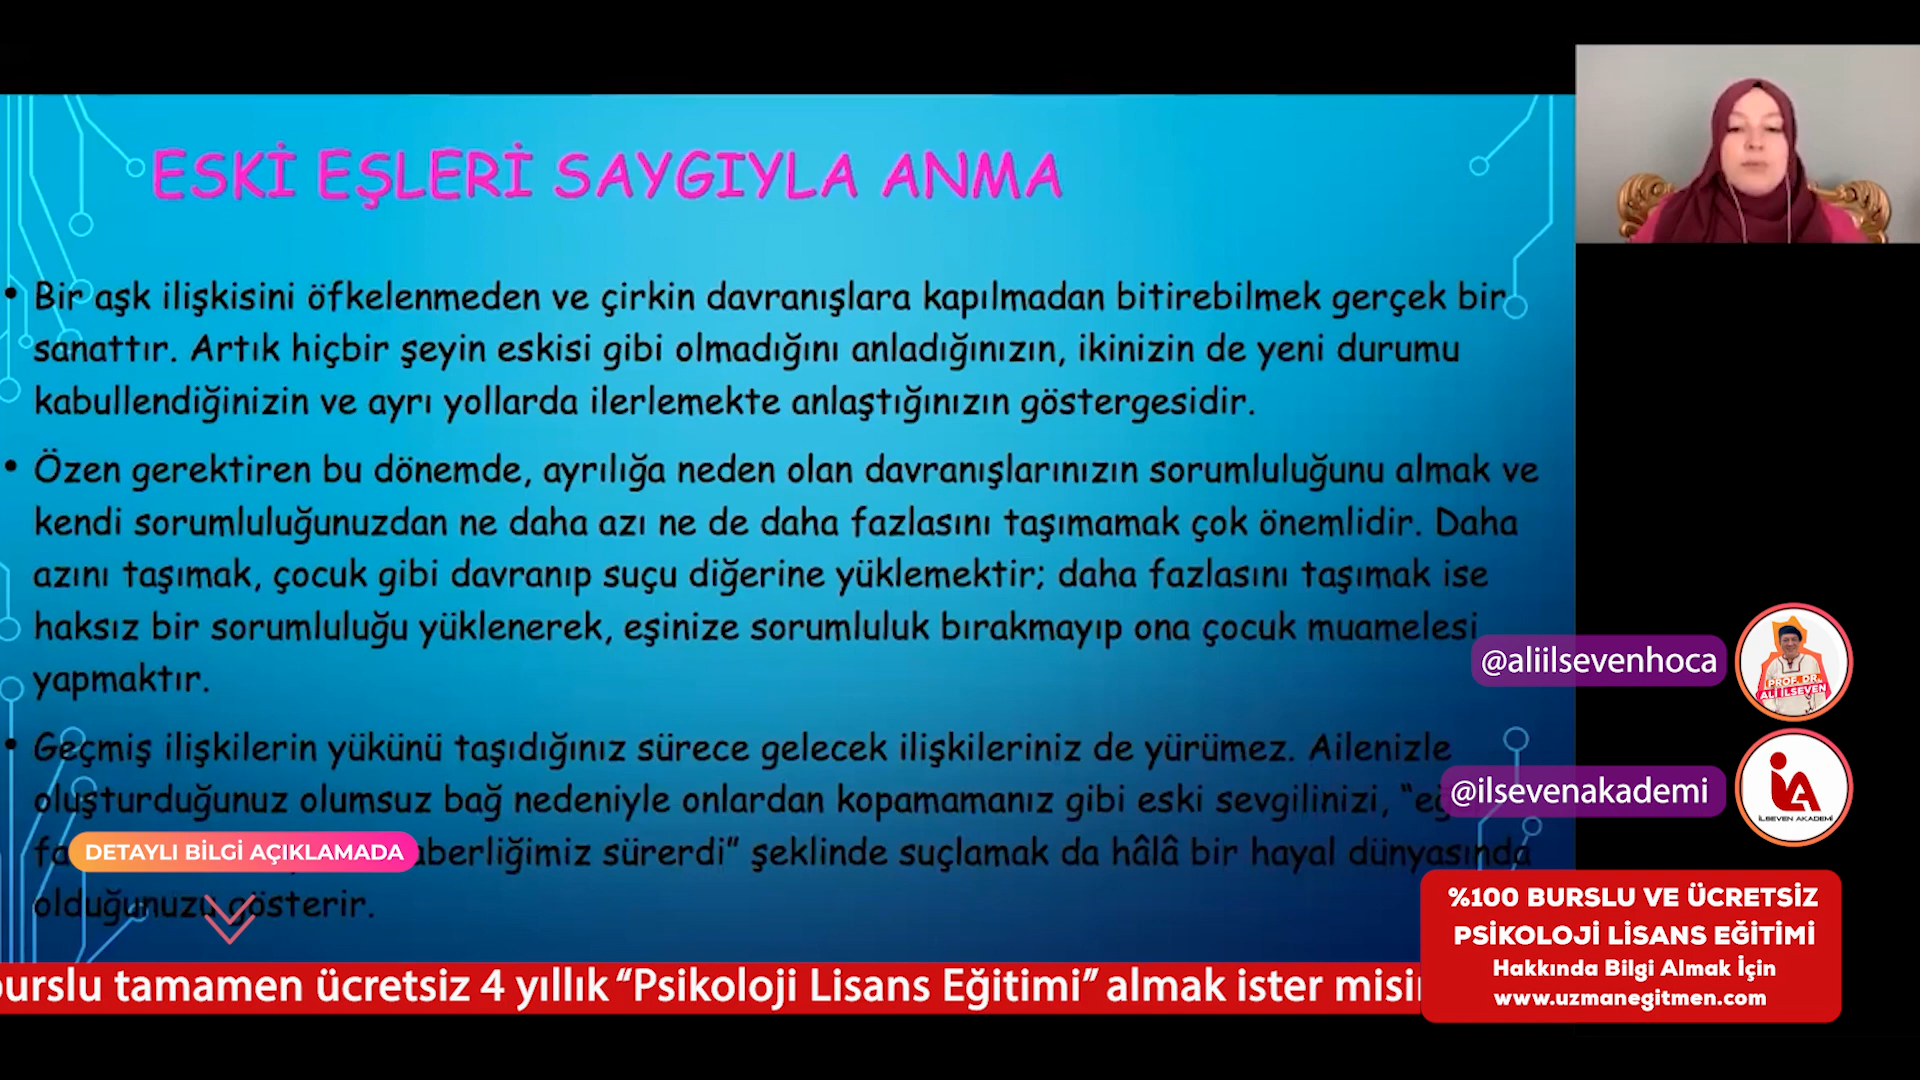 ESKİ EŞLERİ SAYGIYLA ANMA
• Bir aşk ilişkisini öfkelenmeden ve çirkin davranışlara kapılmadan bitirebilmek gerçek bir
sanattır. Artık hiçbir şeyin eskisi gibi olmadığını anladığınızın, ikinizin de yeni durumu
kabullendiğinizin ve ayrı yollarda ilerlemekte anlaştığınızın göstergesidir.
• Özen gerektiren bu dönemde, ayrılığa neden olan davranışlarınızın sorumluluğunu almak ve
kendi sorumluluğunuzdan ne daha azı ne de daha fazlasını taşımamak çok önemlidir. Daha
azını taşımak, çocuk gibi davranıp suçu diğerine yüklemektir; daha fazlasını taşımak ise
haksız bir sorumluluğu yüklenerek, eşinize sorumluluk bırakmayıp ona çocuk muamelesi
yapmaktır.
• Geçmiş ilişkilerin yükünü taşıdığınız sürece gelecek ilişkileriniz de yürümez. Ailenizle
oluşturduğunuz olumsuz bağ nedeniyle onlardan kopamamanız gibi eski sevgilinizi,
sürerdi” şeklinde suçlamak da hâlâ bir hayal dünyasında
olduğunuzu gösterir.
DETAYLI BİLGİ AÇIKLAMADA
@aliilsevenhoca
PROF. DR.
ALİ İLSEVEN
@ilsevenakademi
İA
İLSEVEN AKADEMİ
%100 BURSLU VE ÜCRETSİZ
PSİKOLOJİ LİSANS EĞİTİMİ
Hakkında Bilgi Almak İçin
www.uzmanegitmen.com
tamamen ücretsiz 4 yıllık “Psikoloji Lisans Eğitimi” almak ister